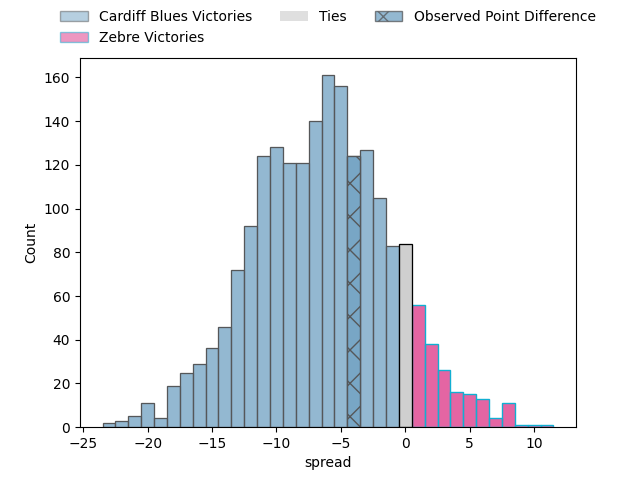 Cardiff Blues Victories
Ties
Observed Point Difference
Zebre Victories
160
140
120
100
80
60
40
20
0
Count
−25
−20
−15
−10
−5
0
5
10
spread